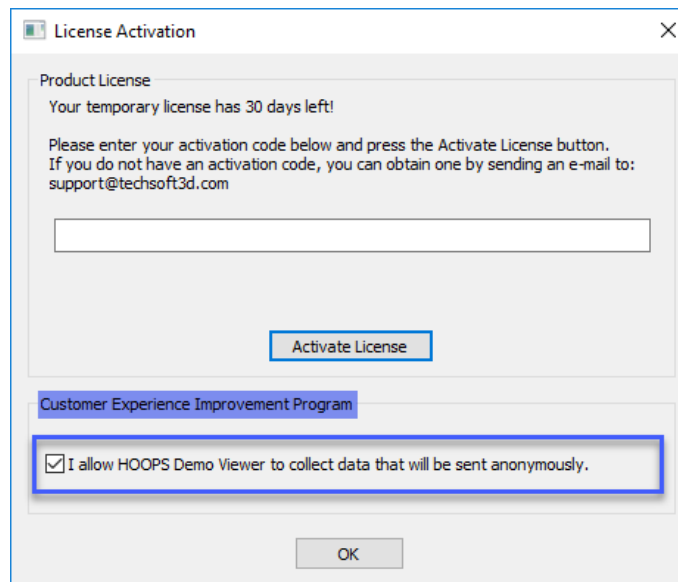 License Activation
Product License
Your temporary license has 30 days left!
Please enter your activation code below and press the Activate License button.
If you do not have an activation code, you can obtain one by sending an e-mail to:
support@techsoft3d.com
Activate License
Customer Experience Improvement Program
I allow HOOPS Demo Viewer to collect data that will be sent anonymously.
OK